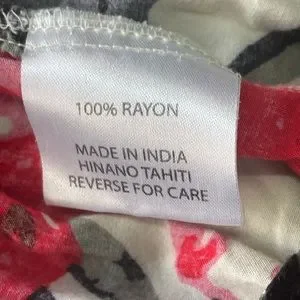 100% RAYON
MADE IN INDIA
HINANO TAHITI
REVERSE FOR CARE